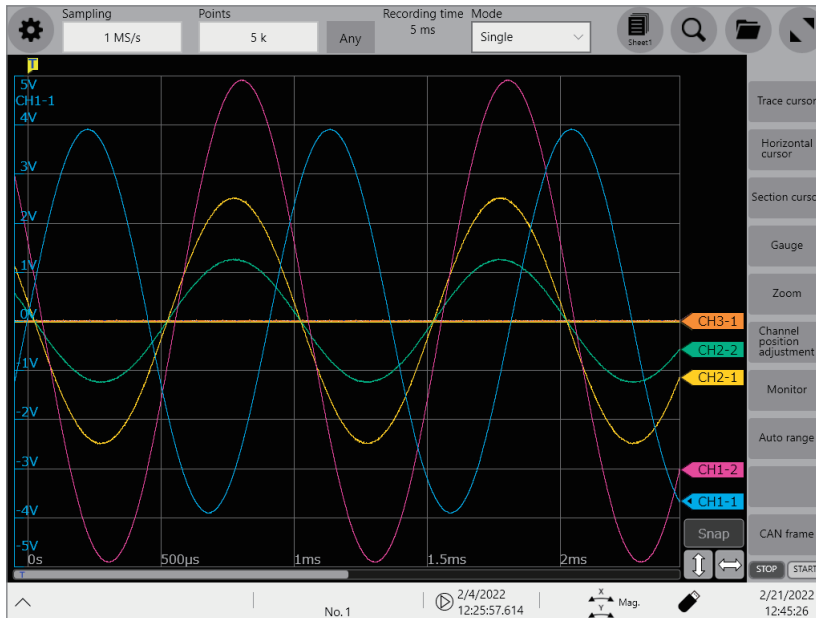 Sampling
Points
Recording time
Mode
1 MS/s
5 k
Any
5 ms
Single
Sheet1
T
5V
CH1-1
4V
3V
2V
1V
0V
-1V
-2V
-3V
-4V
-5V
0s
500µs
1ms
1.5ms
2ms
T
CH3-1
CH2-2
CH2-1
CH1-2
CH1-1
Snap
Trace cursor
Horizontal
cursor
Section curso
Gauge
Zoom
Channel
position
adjustment
Monitor
Auto range
CAN frame
STOP
START
No.1
2/4/2022
12:25:57.614
X
Y
Mag.
2/21/2022
12:45:26